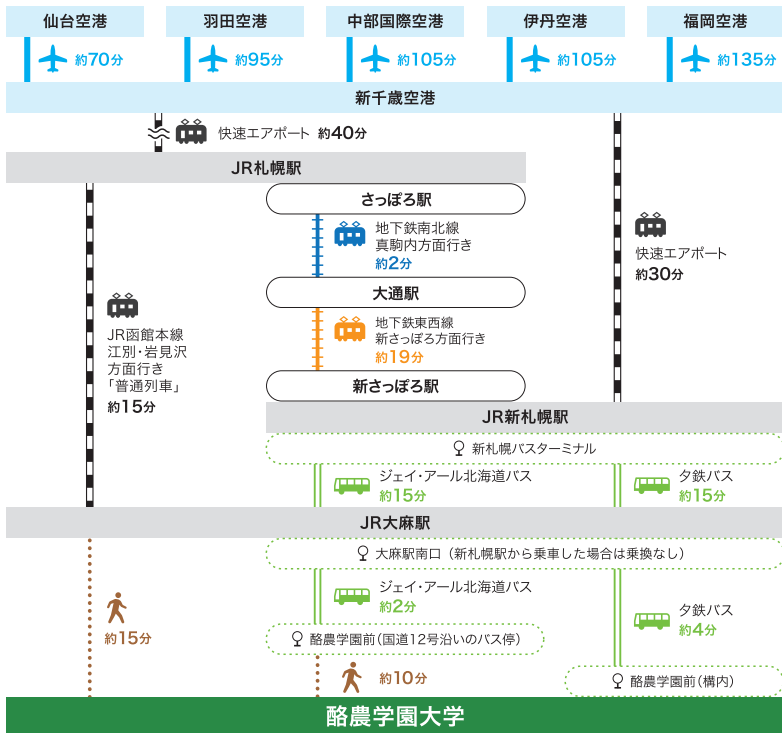 仙台空港
羽田空港
中部国際空港
伊丹空港
福岡空港
約70分
約95分
約105分
約105分
約135分
新千歳空港
快速エアポート 約40分
JR札幌駅
さっぽろ駅
地下鉄南北線
真駒内方面行き
約2分
快速エアポート
約30分
大通駅
JR函館本線
江別・岩見沢
方面行き
「普通列車」
約15分
地下鉄東西線
新さっぽろ方面行き
約19分
新さっぽろ駅
JR新札幌駅
新札幌バスターミナル
ジェイ・アール北海道バス
約15分
夕鉄バス
約15分
JR大麻駅
大麻駅南口（新札幌駅から乗車した場合は乗換なし）
ジェイ・アール北海道バス
約2分
夕鉄バス
約4分
約15分
酪農学園前(国道12号沿いのバス停)
約10分
酪農学園前(構内)
酪農学園大学